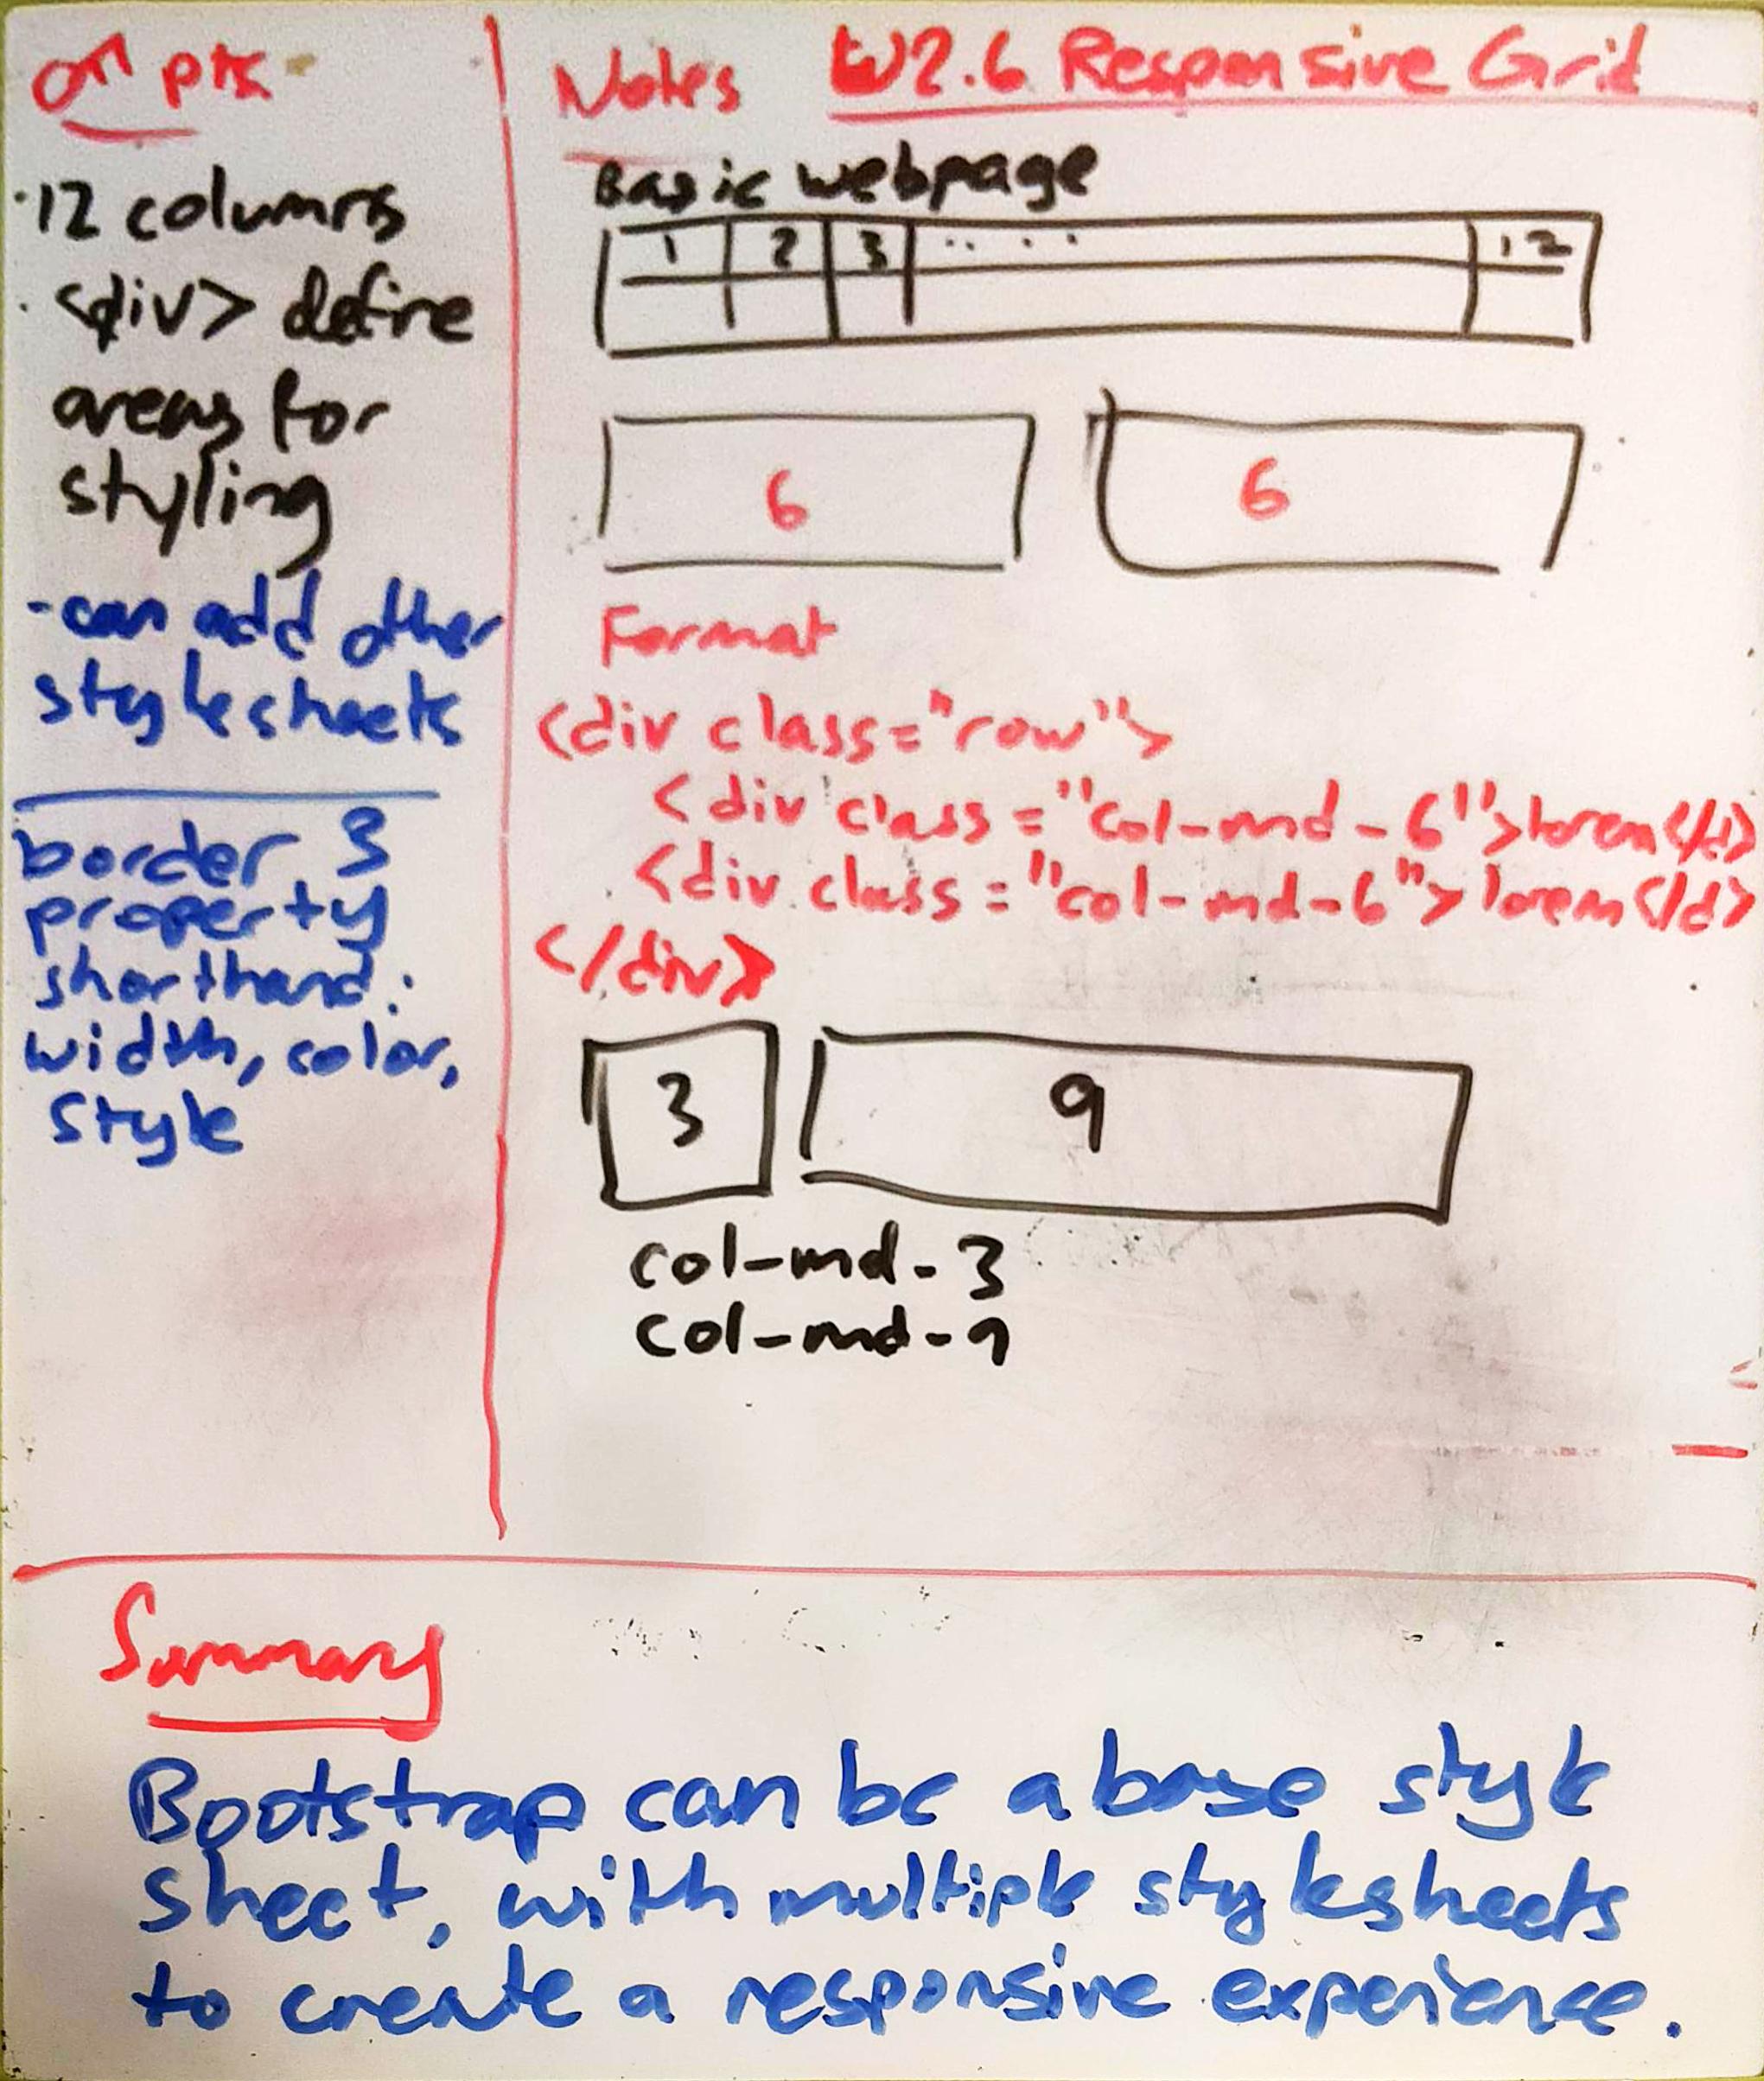 pts
· 12 columns
· <div> define
areas for
styling
- can add other
stylesheets
border 3
property
shorthand:
width, color,
style
Notes W2.6 Responsive Grid
Basic webpage
1 2 3 .. . . 12
6 6
Format
<div class="row">
<div class="col-md-6">lorem</d>
<div class="col-md-6">lorem</d>
</div>
3 9
col-md-3
col-md-9
Summary
Bootstrap can be a base style
sheet, with multiple stylesheets
to create a responsive experience.